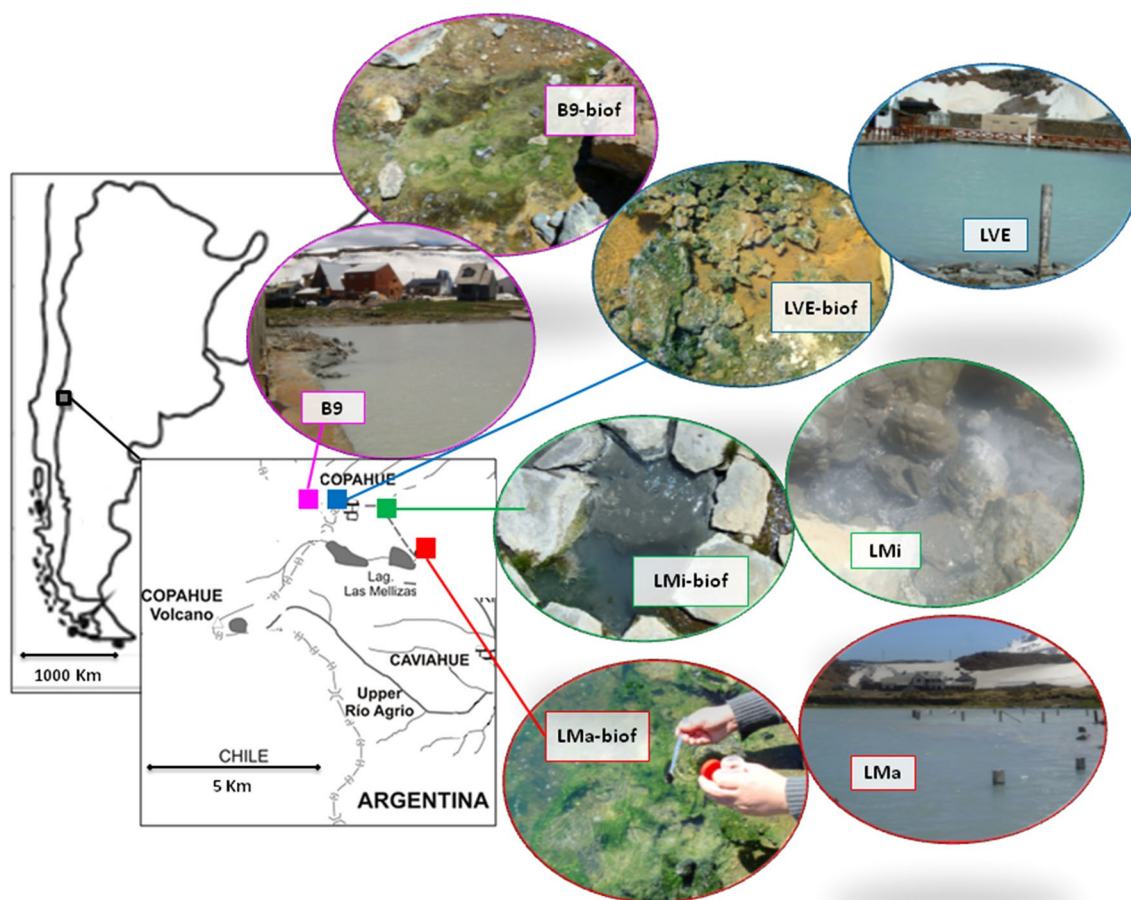 B9-biof
LVE
LVE-biof
B9
COPAHUE
LMi
LMi-biof
Lag.
Las Mellizas
COPAHUE
Volcano
1000 Km
CAVIAHUE
Upper
Río Agrio
LMa-biof
CHILE
5 Km
ARGENTINA
LMa